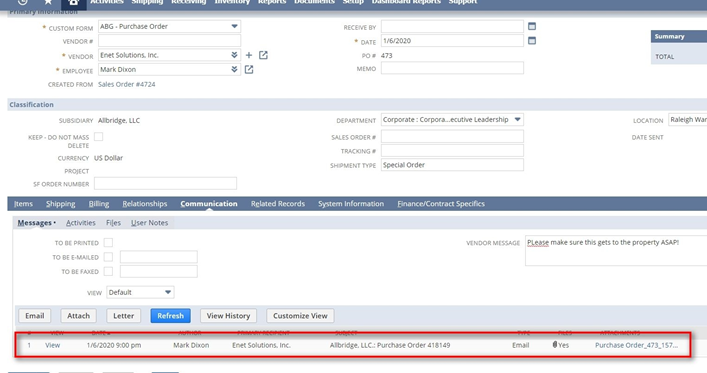 Activities Shipping Receiving Inventory Reports Documents Setup Dashboard Reports Support
Primary Information
* CUSTOM FORM ABG - Purchase Order
VENDOR #
* VENDOR Enet Solutions, Inc.
* EMPLOYEE Mark Dixon
CREATED FROM Sales Order #4724
RECEIVE BY
* DATE 1/6/2020
PO # 473
MEMO
Summary
TOTAL
Classification
SUBSIDIARY Allbridge, LLC
KEEP - DO NOT MASS
DELETE
CURRENCY US Dollar
PROJECT
SF ORDER NUMBER
DEPARTMENT Corporate : Corpora...ecutive Leadership
SALES ORDER #
TRACKING #
SHIPMENT TYPE Special Order
LOCATION Raleigh War
DATE SENT
Items Shipping Billing Relationships Communication Related Records System Information Finance/Contract Specifics
Messages • Activities Files User Notes
TO BE PRINTED
TO BE E-MAILED
TO BE FAXED
VENDOR MESSAGE PLease make sure this gets to the property ASAP!
VIEW Default
Email Attach Letter Refresh View History Customize View
# VIEW DATE AUTHOR PRIMARY RECIPIENT SUBJECT TYPE FILES ATTACHMENTS
1 View 1/6/2020 9:00 pm Mark Dixon Enet Solutions, Inc. Allbridge, LLC.: Purchase Order 418149 Email Yes Purchase Order_473_157...